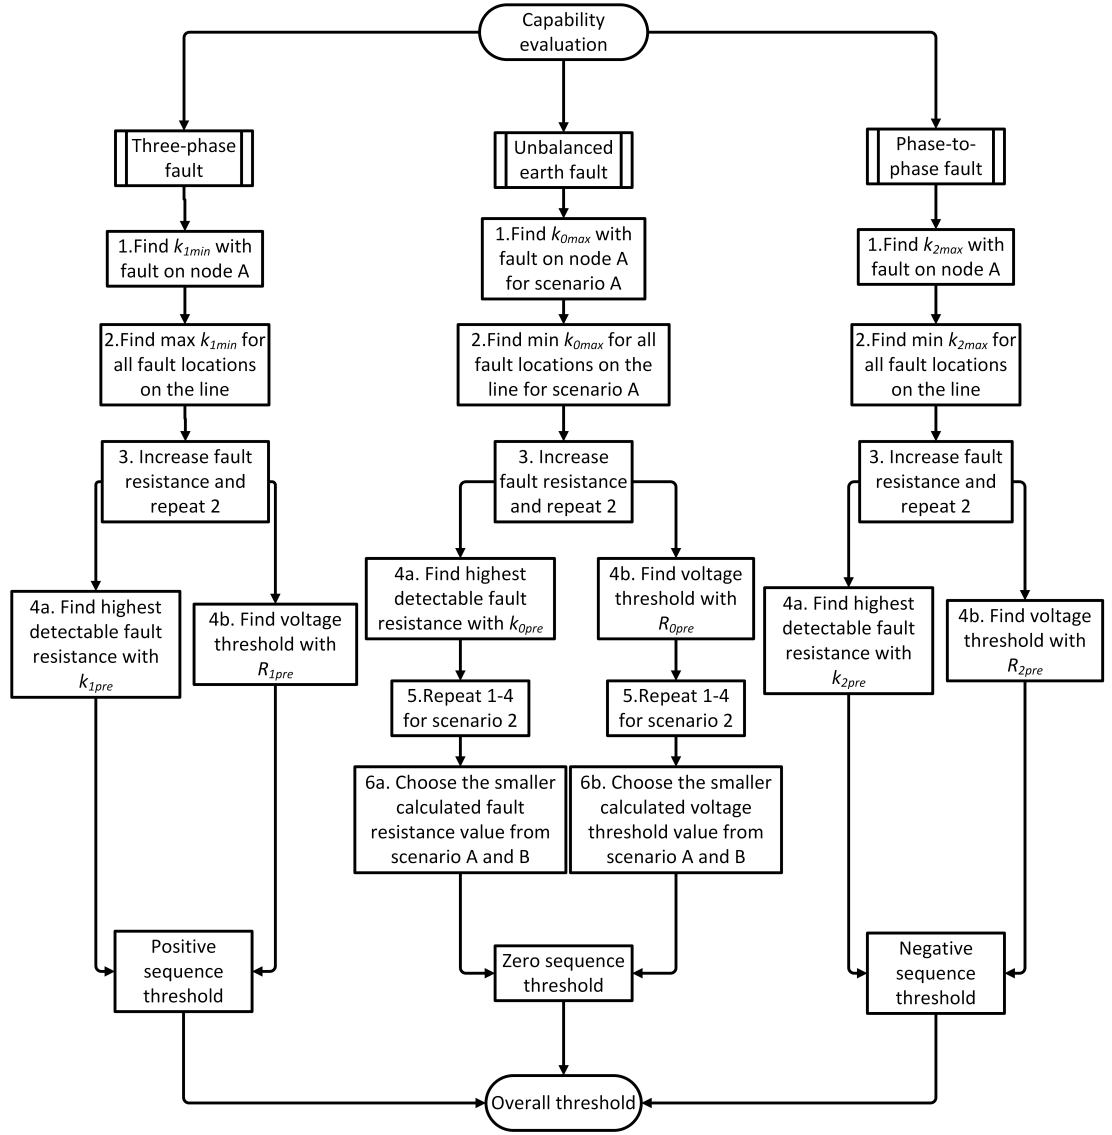 Capability
evaluation
Three-phase
fault
1.Find k1min with
fault on node A
2.Find max k1min for
all fault locations
on the line
3. Increase fault
resistance and
repeat 2
4a. Find highest
detectable fault
resistance with
k1pre
4b. Find voltage
threshold with
R1pre
Positive
sequence
threshold
Unbalanced
earth fault
1.Find k0max with
fault on node A
for scenario A
2.Find min k0max for all
fault locations on the
line for scenario A
3. Increase
fault resistance
and repeat 2
4a. Find highest
detectable fault
resistance with k0pre
5.Repeat 1-4
for scenario 2
6a. Choose the smaller
calculated fault
resistance value from
scenario A and B
4b. Find voltage
threshold with
R0pre
5.Repeat 1-4
for scenario 2
6b. Choose the smaller
calculated voltage
threshold value from
scenario A and B
Zero sequence
threshold
Phase-to-
phase fault
1.Find k2max with
fault on node A
2.Find min k2max for
all fault locations
on the line
3. Increase fault
resistance and
repeat 2
4a. Find highest
detectable fault
resistance with
k2pre
4b. Find voltage
threshold with
R2pre
Negative
sequence
threshold
Overall threshold